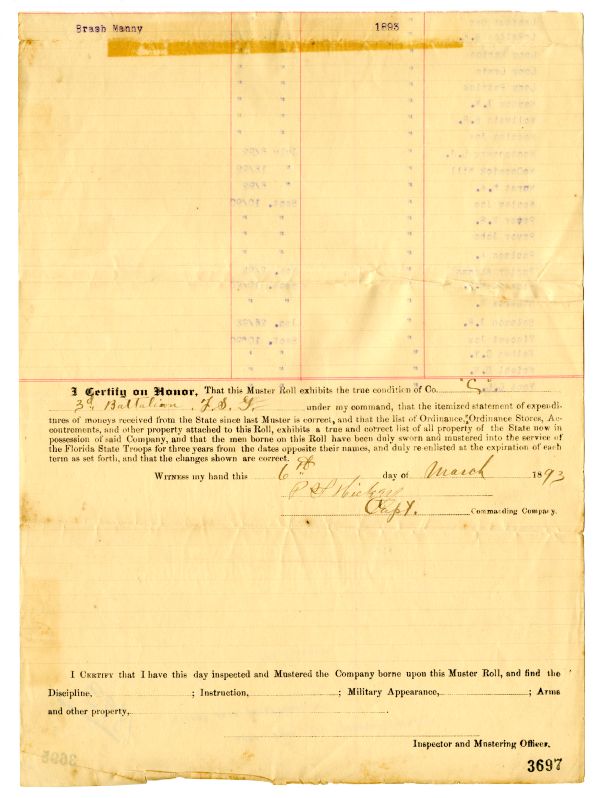 Brash Manny 1893
I Certify on Honor, That this Muster Roll exhibits the true condition of Co. "G"
3d. Battalion, F. S. T. under my command, that the itemized statement of expendi-
tures of moneys received from the State since last Muster is correct, and that the list of Ordinance, Ordinance Stores, Ac-
coutrements, and other property attached to this Roll, exhibits a true and correct list of all property of the State now in
possession of said Company, and that the men borne on this Roll have been duly sworn and mustered into the service of
the Florida State Troops for three years from the dates opposite their names, and duly re-enlisted at the expiration of each
term as set forth, and that the changes shown are correct.
Witness my hand this 6th day of March 1893
Capt. Commanding Company.
I Certify that I have this day inspected and Mustered the Company borne upon this Muster Roll, and find the
Discipline, ; Instruction, ; Military Appearance, ; Arms
and other property,
Inspector and Mustering Officer.
3697